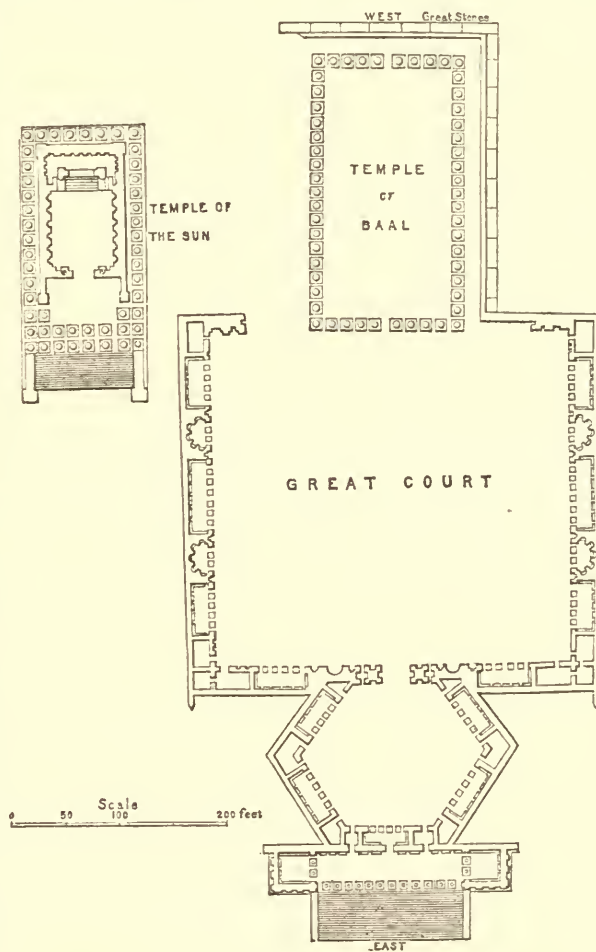 WEST Great Stones
TEMPLE
OF
BAAL
TEMPLE OF
THE SUN
GREAT COURT
Scale
0 50 100 200 feet
EAST